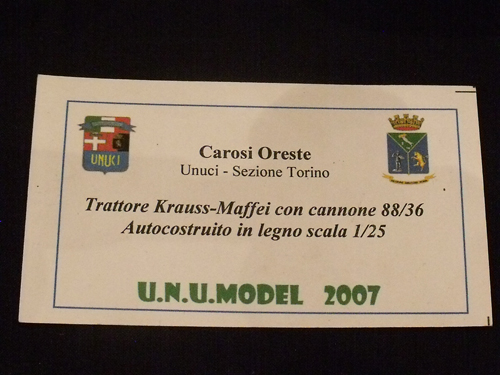 UNUCI
Carosi Oreste
Unuci - Sezione Torino
Trattore Krauss-Maffei con cannone 88/36
Autocostruito in legno scala 1/25
U.N.U.MODEL 2007